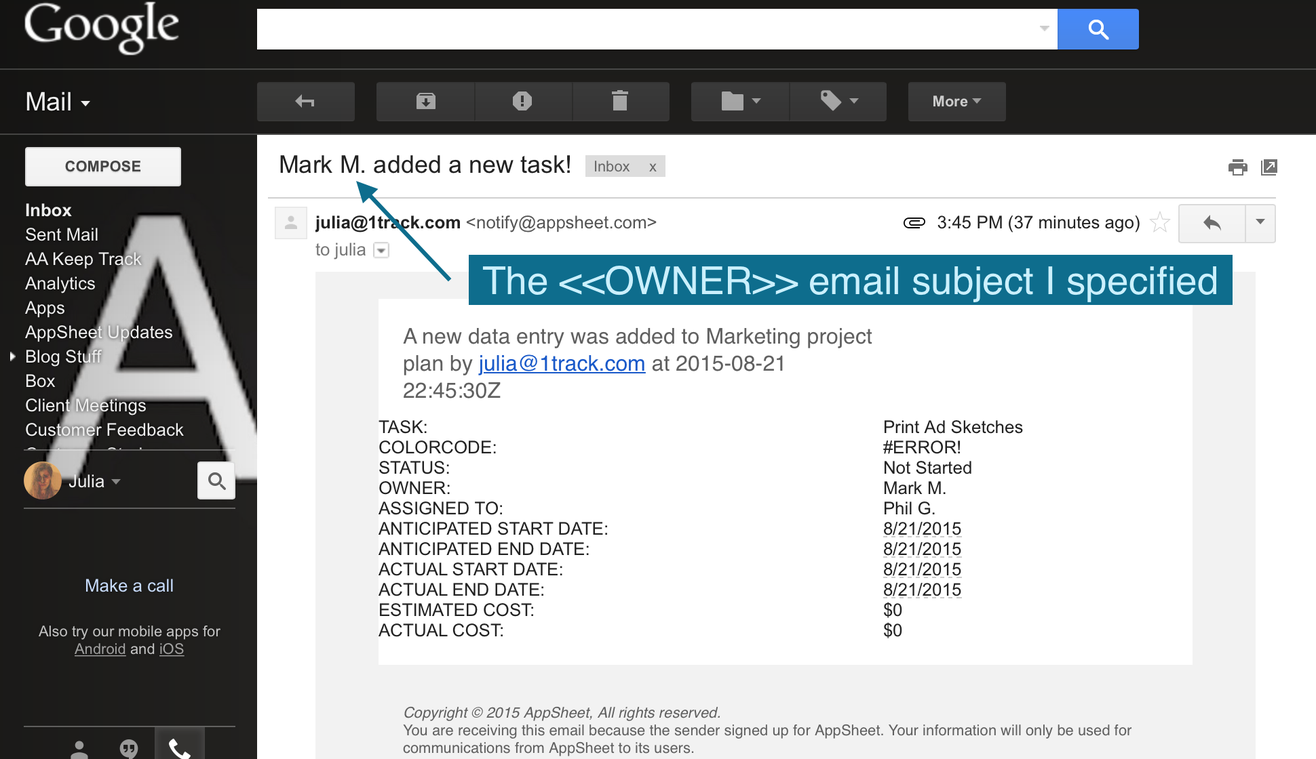 Google
Mail
More
COMPOSE
Mark M. added a new task! Inbox x
Inbox
Sent Mail
AA Keep Track
Analytics
Apps
AppSheet Updates
Blog Stuff
Box
Client Meetings
Customer Feedback
Julia
Make a call
Also try our mobile apps for
Android and iOS
julia@1track.com <notify@appsheet.com> 3:45 PM (37 minutes ago)
to julia
The <<OWNER>> email subject I specified
A new data entry was added to Marketing project
plan by julia@1track.com at 2015-08-21
22:45:30Z
TASK: Print Ad Sketches
COLORCODE: #ERROR!
STATUS: Not Started
OWNER: Mark M.
ASSIGNED TO: Phil G.
ANTICIPATED START DATE: 8/21/2015
ANTICIPATED END DATE: 8/21/2015
ACTUAL START DATE: 8/21/2015
ACTUAL END DATE: 8/21/2015
ESTIMATED COST: $0
ACTUAL COST: $0
Copyright © 2015 AppSheet, All rights reserved.
You are receiving this email because the sender signed up for AppSheet. Your information will only be used for
communications from AppSheet to its users.